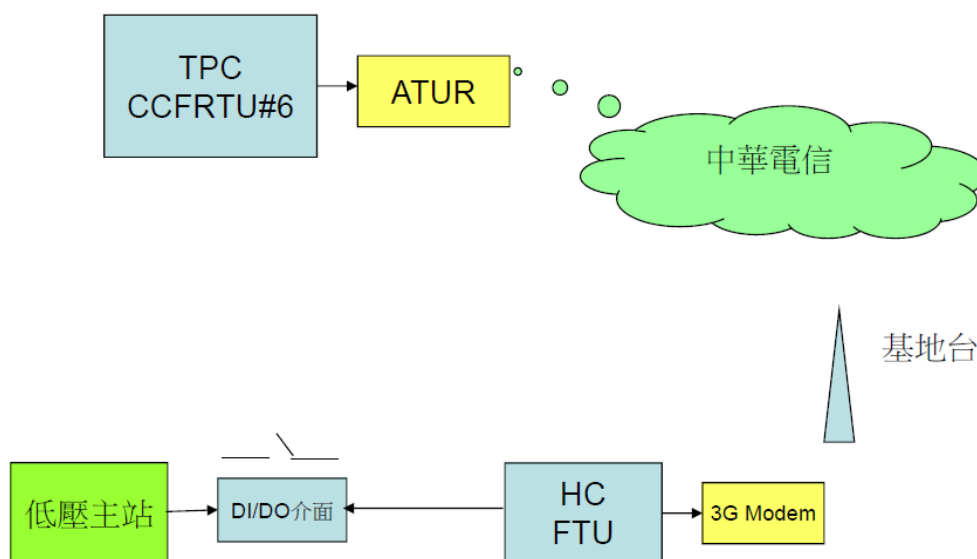 TPC
CCFRTU#6
ATUR
中華電信
基地台
低壓主站
DI/DO介面
HC
FTU
3G Modem